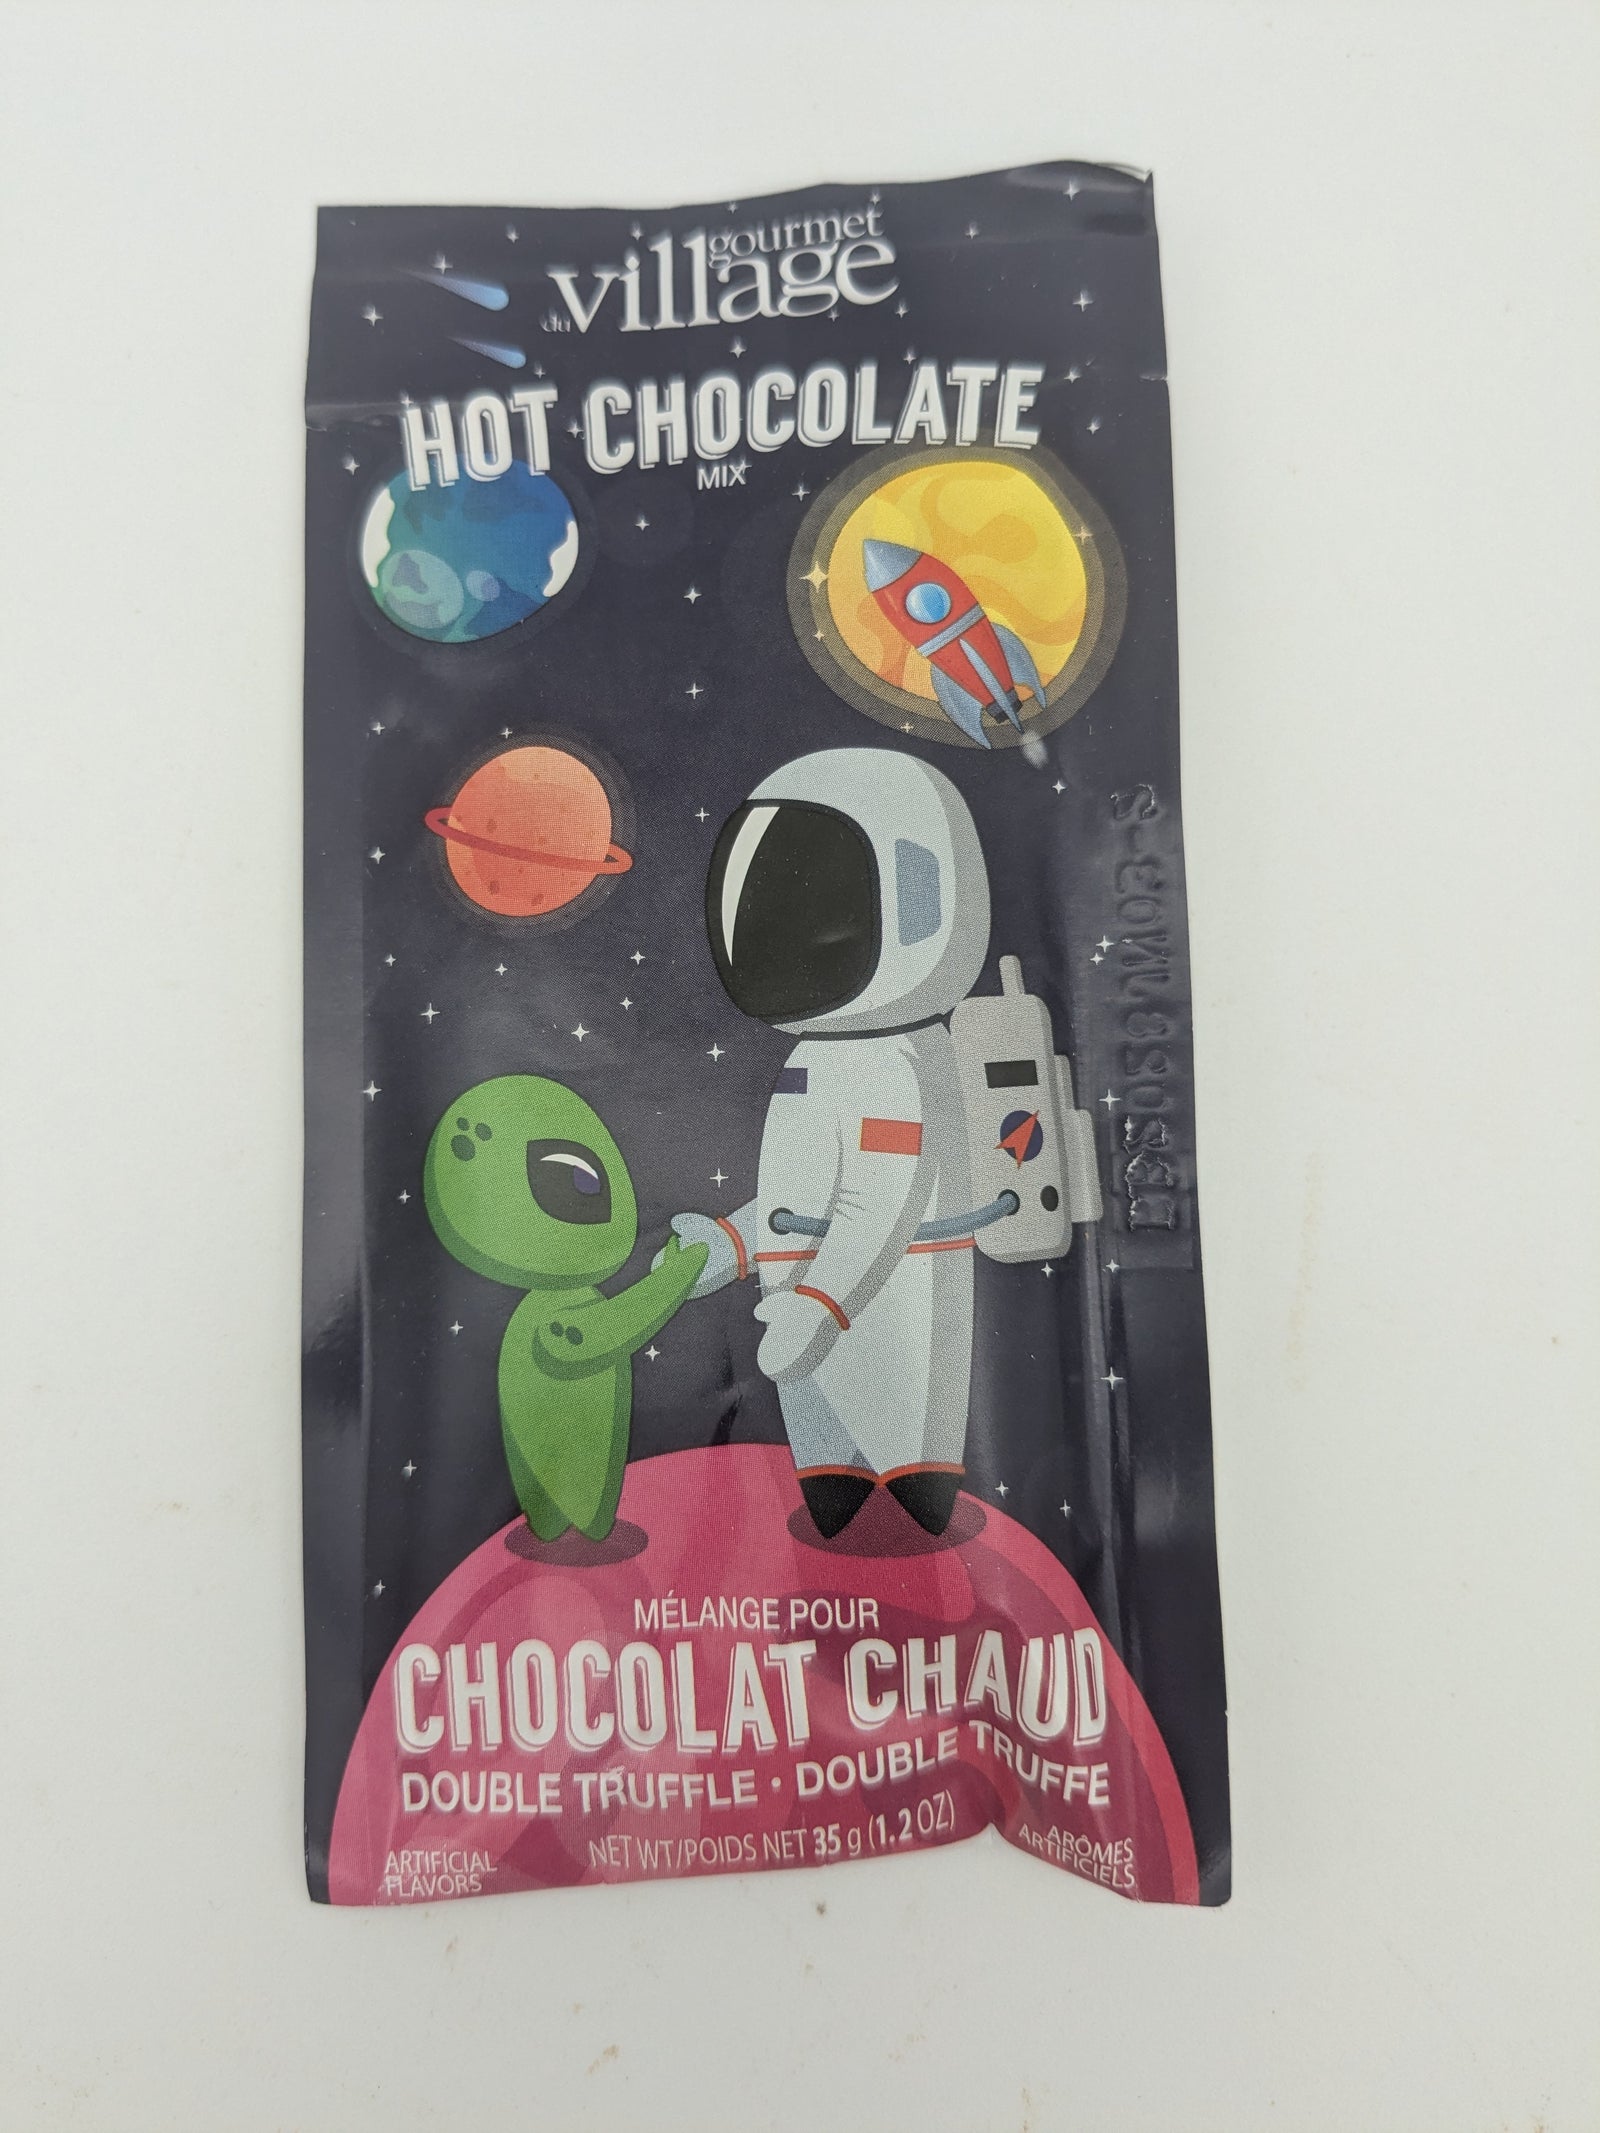 gourmet
du village
HOT CHOCOLATE
MIX
MÉLANGE POUR
CHOCOLAT CHAUD
DOUBLE TRUFFLE • DOUBLE TRUFFE
NET WT/POIDS NET 35 g (1.2 OZ)
ARTIFICIAL
FLAVORS
ARÔMES
ARTIFICIELS